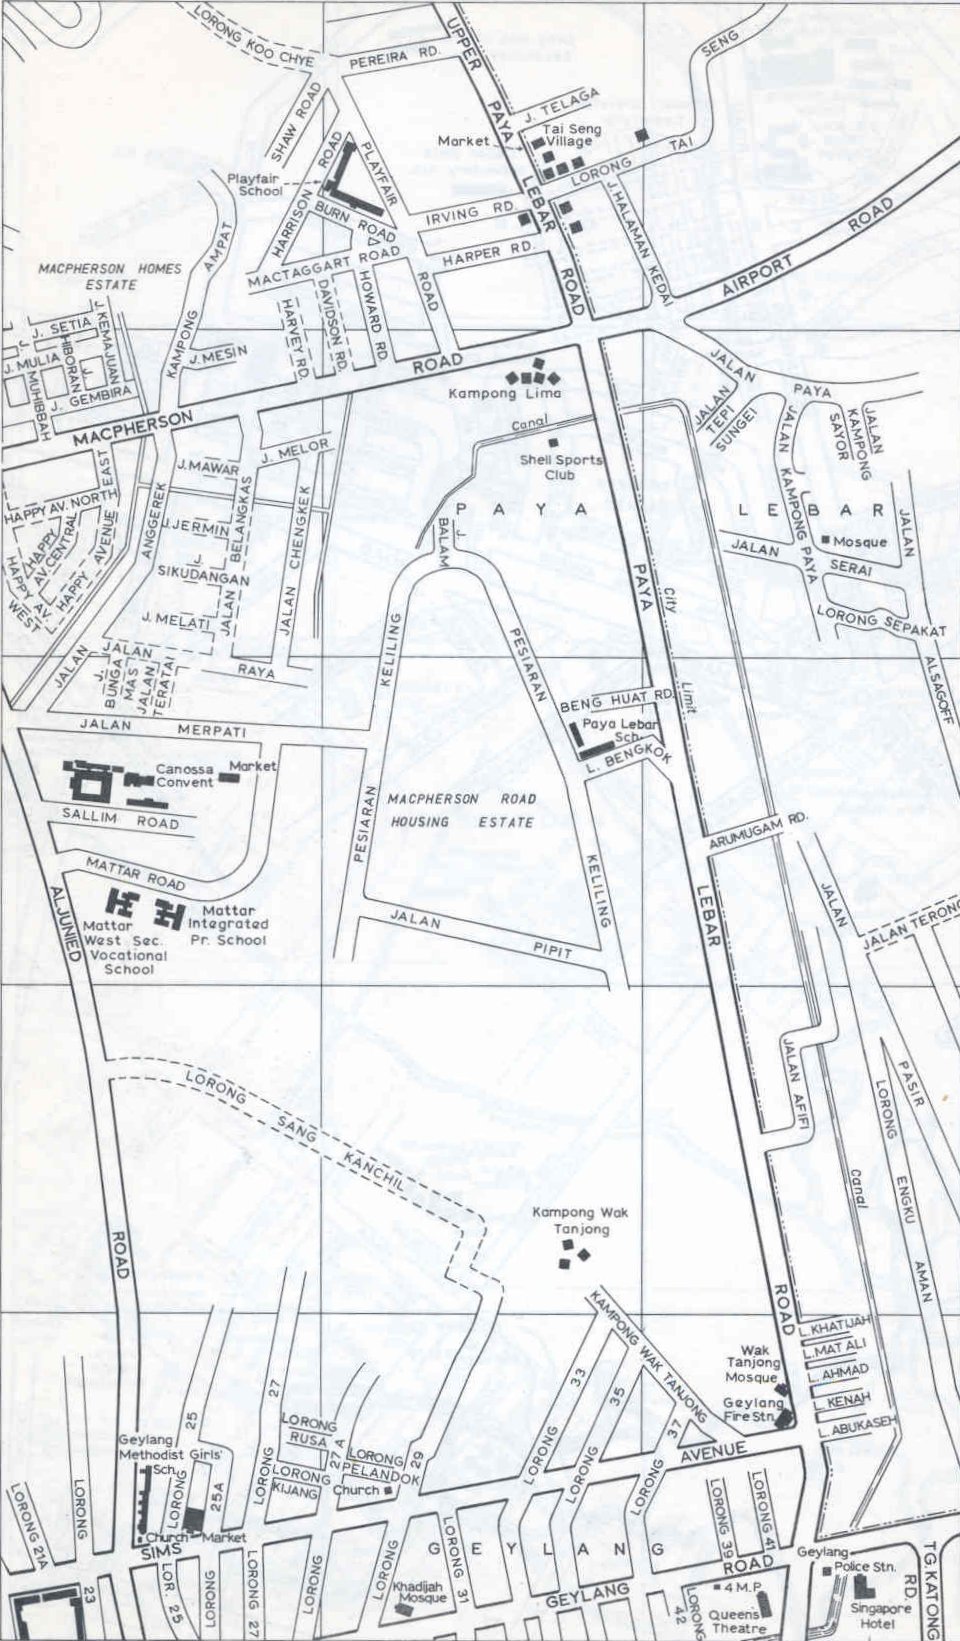 LORONG KOO CHYE
PEREIRA RD.
UPPER PAYA LEBAR ROAD
SENG
J. TELAGA
SHAW ROAD
Market
Tai Seng
Village
LORONG TAI
Playfair
School
HARRISON ROAD
PLAYFAIR
ROAD
BURN ROAD
IRVING RD.
J. HALAMAN KEDAI
AIRPORT ROAD
HARPER RD.
MACTAGGART ROAD
KAMPONG AMPAT
MACPHERSON HOMES
ESTATE
HARVEY RD.
DAVIDSON RD.
HOWARD RD.
J. SETIA
J. KEMAJUAN
J. MULIA
J. HIBORAN
J. MUHIBBAH
J. GEMBIRA
J. MESIN
MACPHERSON ROAD
Kampong Lima
JALAN PAYA
JALAN
TEPI
SUNGEI
JALAN KAMPONG PAYA
JALAN
KAMPONG
SAYOR
Canal
Shell Sports
Club
J. MELOR
J. MAWAR
PAYA LEBAR
HAPPY AV. NORTH
EAST
HAPPY
AV. CENTRAL
HAPPY AVENUE
HAPPY AV.
WEST
JALAN ANGGEREK
J. JERMIN
J.
SIKUDANGAN
J. MELATI
JALAN BELANGKAS
JALAN CHENGKEK
J. BALAM
Mosque
JALAN SERAI
JALAN
ALSAGOFF
LORONG SEPAKAT
PAYA
City Limit
JALAN RAYA
J.
BUNGA
MAS
JALAN
TERATAI
PESIARAN KELILING
PESIARAN KELILING
BENG HUAT RD.
Paya Lebar
Sch.
L. BENGKOK
JALAN MERPATI
Canossa
Convent
Market
SALLIM ROAD
MACPHERSON ROAD
HOUSING ESTATE
ARUMUGAM RD.
MATTAR ROAD
Mattar
West Sec.
Vocational
School
Mattar
Integrated
Pr. School
ALJUNIED ROAD
JALAN PIPIT
LEBAR
JALAN
JALAN TERONG
JALAN AFIFI
PASIR
LORONG ENGKU AMAN
LORONG SANG KANCHIL
Canal
Kampong Wak
Tanjong
ROAD
KAMPONG WAK TANJONG
L. KHATIJAH
L. MAT ALI
L. AHMAD
L. KENAH
L. ABUKASEH
Wak
Tanjong
Mosque
Geylang
Fire Stn.
LORONG 33
LORONG 35
LORONG 37
LORONG 27
LORONG
RUSA
27A
LORONG
PELANDOK
29
LORONG
KIJANG
Church
Geylang
Methodist Girls'
Sch.
LORONG 25
25A
Church
Market
SIMS AVENUE
LORONG 21A
LORONG
23
LOR. 25
LORONG
LORONG 27
LORONG
LORONG
LORONG 31
Khadijah
Mosque
GEYLANG
GEYLANG ROAD
LORONG 39
LORONG 41
LORONG
42
4 M.P
Queens
Theatre
Geylang
Police Stn.
Singapore
Hotel
TG KATONG
RD.